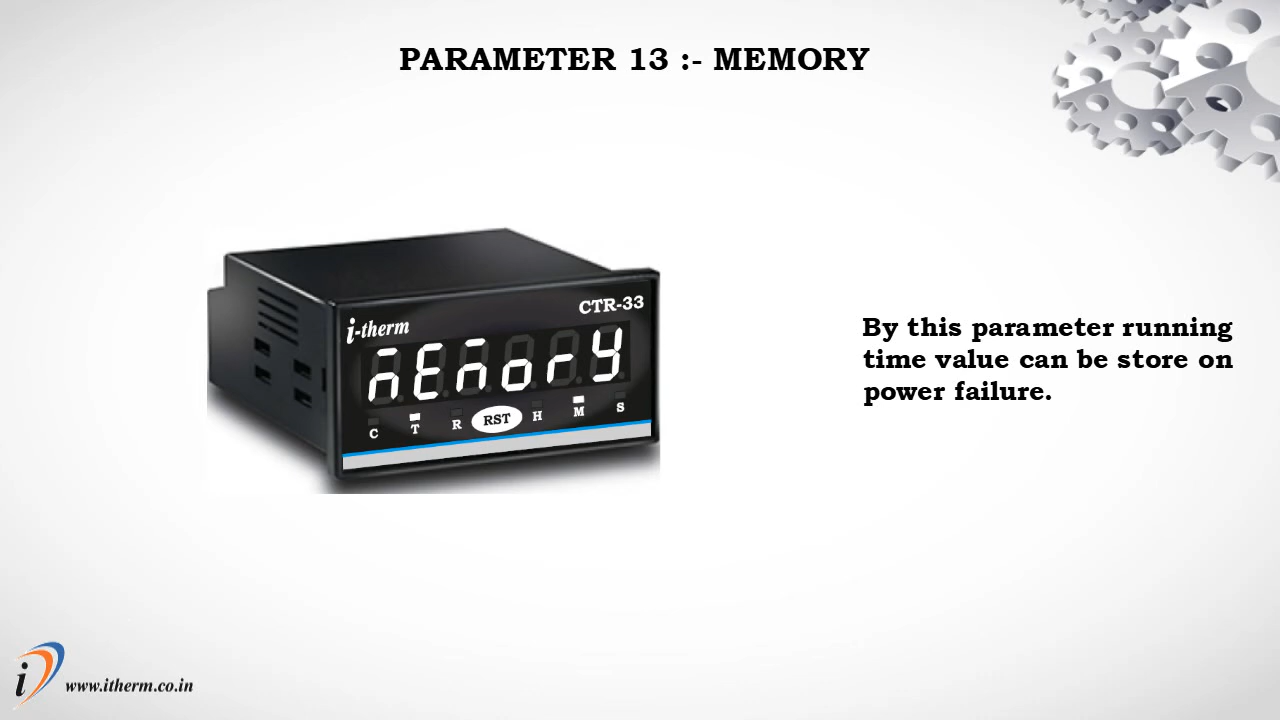 PARAMETER 13 :- MEMORY
CTR-33
i-therm
mEmory
C T R RST H M S
By this parameter running
time value can be store on
power failure.
i www.itherm.co.in